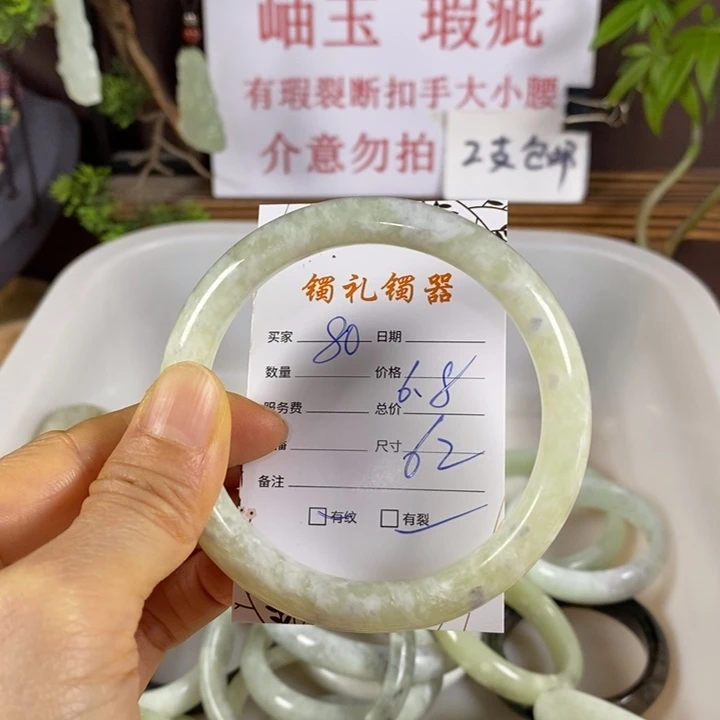 岫玉 瑕疵
有瑕裂断扣手大小腰
介意勿拍 2支包邮
镯礼镯器
买家 80 日期
数量 价格 6.8
服务费 总价
尺寸 62
备注
有纹 有裂